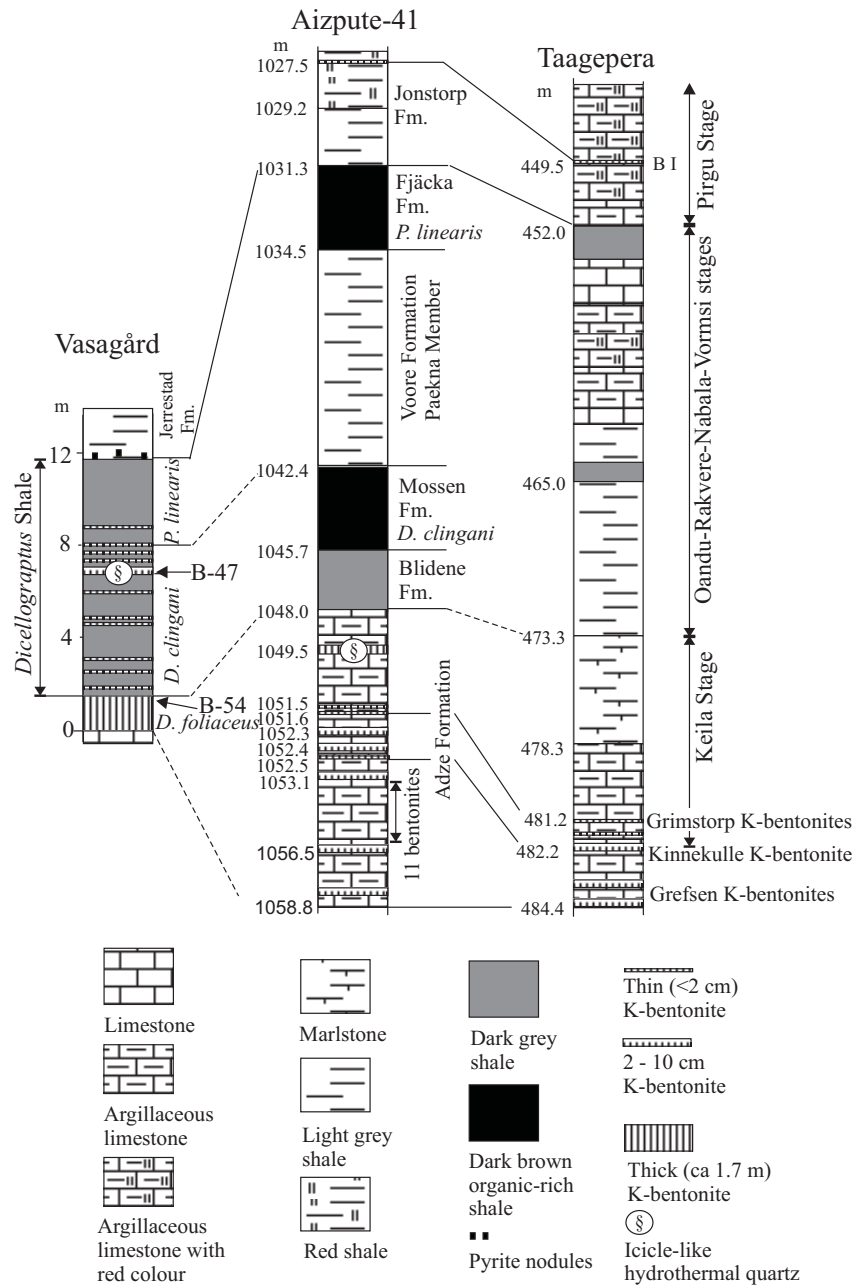 Aizpute-41
m
1027.5
1029.2
1031.3
1034.5
1042.4
1045.7
1048.0
1049.5
1051.5
1051.6
1052.3
1052.4
1052.5
1053.1
1056.5
1058.8
Jonstorp
Fm.
Fjäcka
Fm.
P. linearis
Voore Formation
Paekna Member
Mossen
Fm.
D. clingani
Blidene
Fm.
§
Adze Formation
11 bentonites
Taagepera
m
449.5
452.0
465.0
473.3
478.3
481.2
482.2
484.4
B I
Pirgu Stage
Oandu-Rakvere-Nabala-Vormsi stages
Keila Stage
Grimstorp K-bentonites
Kinnekulle K-bentonite
Grefsen K-bentonites
Vasagård
m
12
8
4
0
Jerrestad
Fm.
Dicellograptus Shale
P. linearis
D. clingani
§
B-47
B-54
D. foliaceus
Limestone
Argillaceous
limestone
Argillaceous
limestone with
red colour
Marlstone
Light grey
shale
Red shale
Dark grey
shale
Dark brown
organic-rich
shale
Pyrite nodules
Thin (<2 cm)
K-bentonite
2 - 10 cm
K-bentonite
Thick (ca 1.7 m)
K-bentonite
§
Icicle-like
hydrothermal quartz